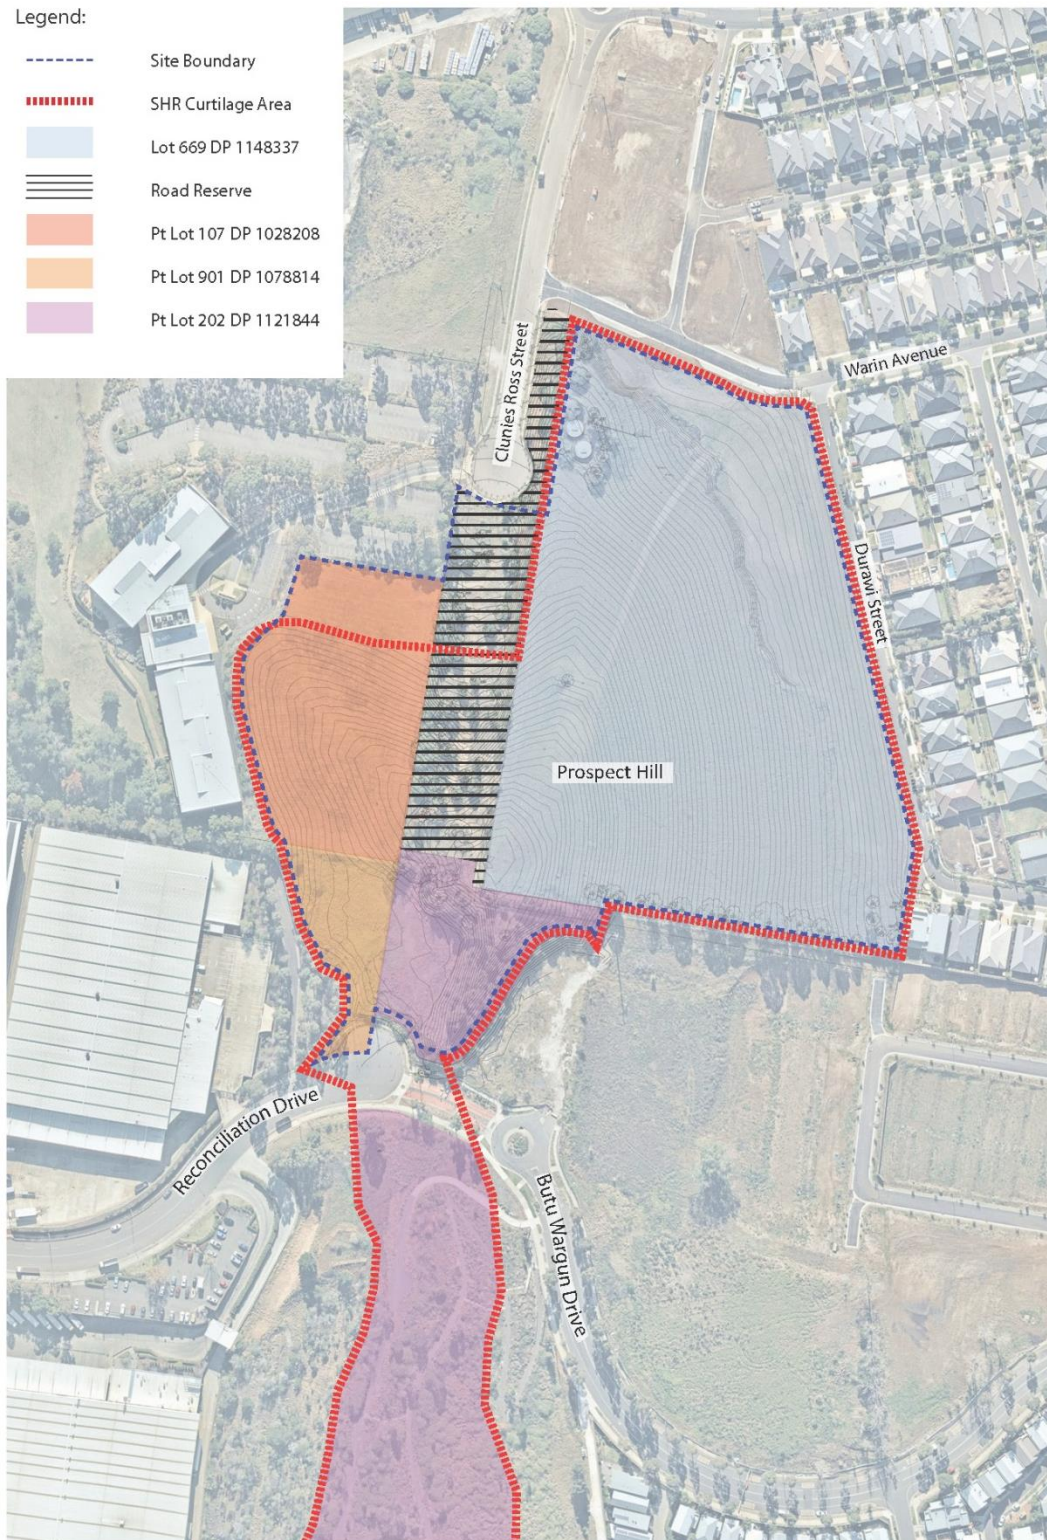 Legend:
Site Boundary
SHR Curtilage Area
Lot 669 DP 1148337
Road Reserve
Pt Lot 107 DP 1028208
Pt Lot 901 DP 1078814
Pt Lot 202 DP 1121844
Clunies Ross Street
Warin Avenue
Durawi Street
Prospect Hill
Reconciliation Drive
Butu Wargun Drive